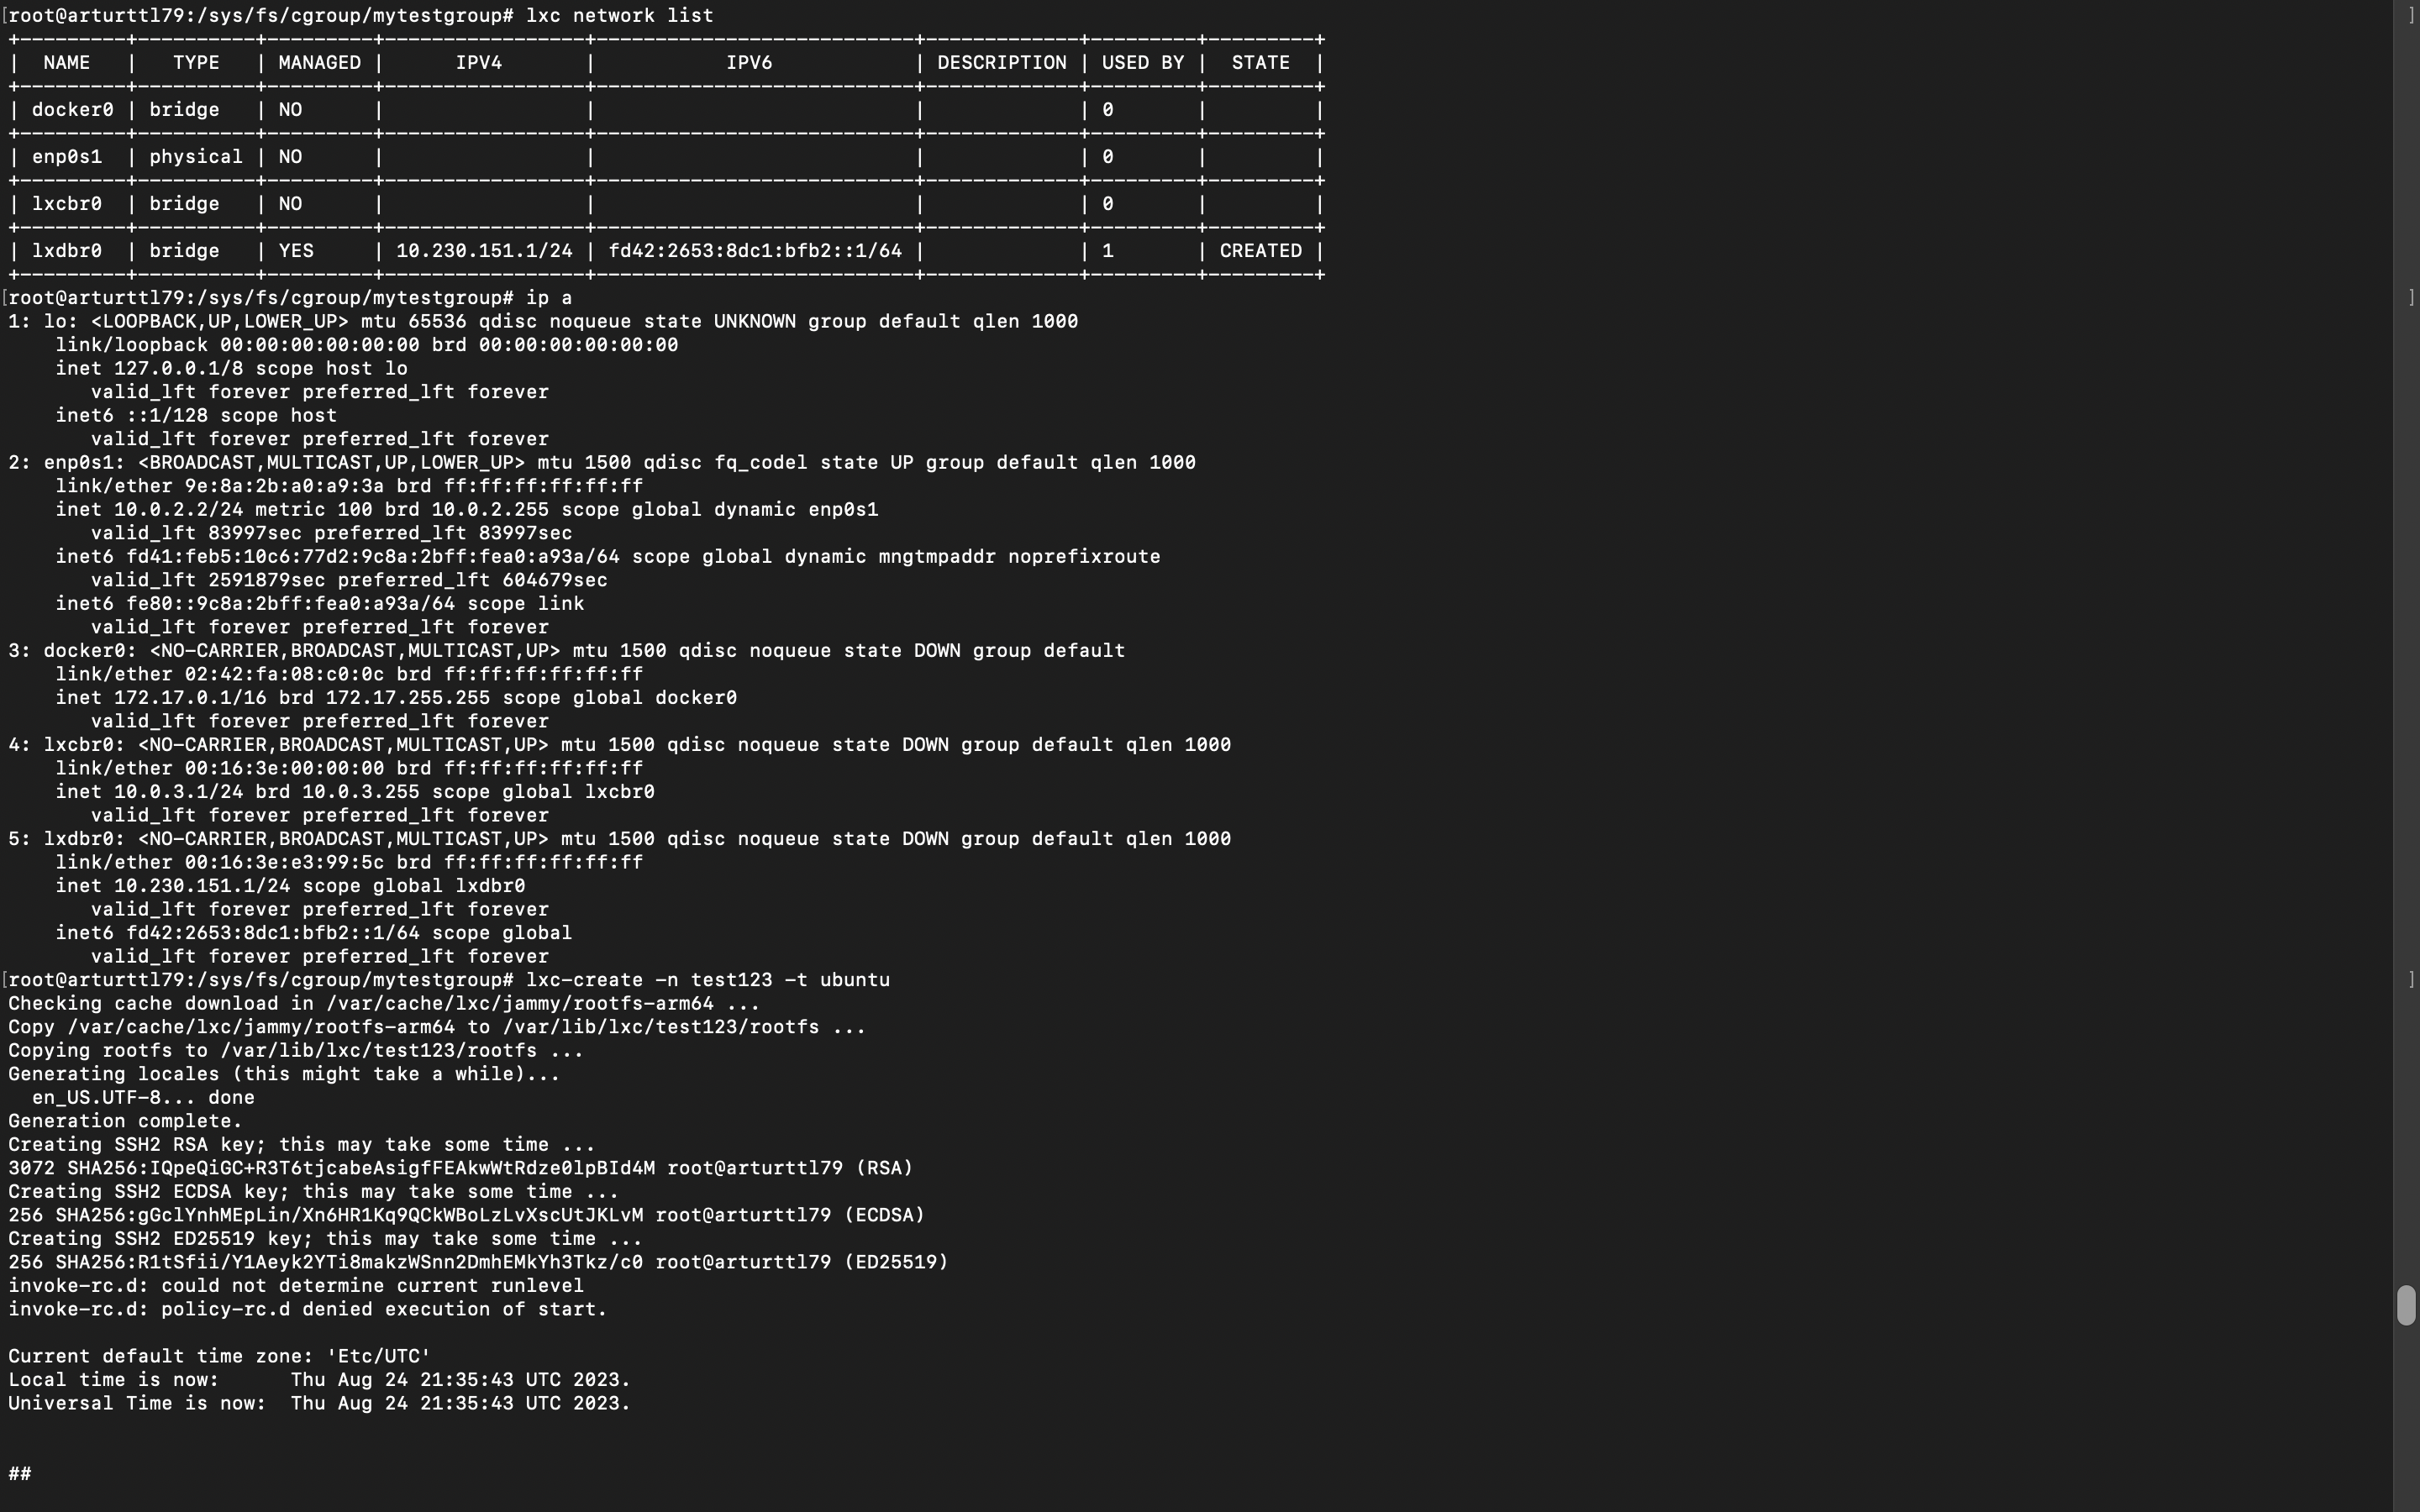 [root@arturttl79:/sys/fs/cgroup/mytestgroup# lxc network list ]
+---------+----------+---------+-----------------+---------------------------+-------------+---------+---------+
|  NAME   |   TYPE   | MANAGED |      IPV4       |           IPV6            | DESCRIPTION | USED BY |  STATE  |
+---------+----------+---------+-----------------+---------------------------+-------------+---------+---------+
| docker0 | bridge   | NO      |                 |                           |             | 0       |         |
+---------+----------+---------+-----------------+---------------------------+-------------+---------+---------+
| enp0s1  | physical | NO      |                 |                           |             | 0       |         |
+---------+----------+---------+-----------------+---------------------------+-------------+---------+---------+
| lxcbr0  | bridge   | NO      |                 |                           |             | 0       |         |
+---------+----------+---------+-----------------+---------------------------+-------------+---------+---------+
| lxdbr0  | bridge   | YES     | 10.230.151.1/24 | fd42:2653:8dc1:bfb2::1/64 |             | 1       | CREATED |
+---------+----------+---------+-----------------+---------------------------+-------------+---------+---------+
[root@arturttl79:/sys/fs/cgroup/mytestgroup# ip a ]
1: lo: <LOOPBACK,UP,LOWER_UP> mtu 65536 qdisc noqueue state UNKNOWN group default qlen 1000
    link/loopback 00:00:00:00:00:00 brd 00:00:00:00:00:00
    inet 127.0.0.1/8 scope host lo
       valid_lft forever preferred_lft forever
    inet6 ::1/128 scope host
       valid_lft forever preferred_lft forever
2: enp0s1: <BROADCAST,MULTICAST,UP,LOWER_UP> mtu 1500 qdisc fq_codel state UP group default qlen 1000
    link/ether 9e:8a:2b:a0:a9:3a brd ff:ff:ff:ff:ff:ff
    inet 10.0.2.2/24 metric 100 brd 10.0.2.255 scope global dynamic enp0s1
       valid_lft 83997sec preferred_lft 83997sec
    inet6 fd41:feb5:10c6:77d2:9c8a:2bff:fea0:a93a/64 scope global dynamic mngtmpaddr noprefixroute
       valid_lft 2591879sec preferred_lft 604679sec
    inet6 fe80::9c8a:2bff:fea0:a93a/64 scope link
       valid_lft forever preferred_lft forever
3: docker0: <NO-CARRIER,BROADCAST,MULTICAST,UP> mtu 1500 qdisc noqueue state DOWN group default
    link/ether 02:42:fa:08:c0:0c brd ff:ff:ff:ff:ff:ff
    inet 172.17.0.1/16 brd 172.17.255.255 scope global docker0
       valid_lft forever preferred_lft forever
4: lxcbr0: <NO-CARRIER,BROADCAST,MULTICAST,UP> mtu 1500 qdisc noqueue state DOWN group default qlen 1000
    link/ether 00:16:3e:00:00:00 brd ff:ff:ff:ff:ff:ff
    inet 10.0.3.1/24 brd 10.0.3.255 scope global lxcbr0
       valid_lft forever preferred_lft forever
5: lxdbr0: <NO-CARRIER,BROADCAST,MULTICAST,UP> mtu 1500 qdisc noqueue state DOWN group default qlen 1000
    link/ether 00:16:3e:e3:99:5c brd ff:ff:ff:ff:ff:ff
    inet 10.230.151.1/24 scope global lxdbr0
       valid_lft forever preferred_lft forever
    inet6 fd42:2653:8dc1:bfb2::1/64 scope global
       valid_lft forever preferred_lft forever
[root@arturttl79:/sys/fs/cgroup/mytestgroup# lxc-create -n test123 -t ubuntu ]
Checking cache download in /var/cache/lxc/jammy/rootfs-arm64 ...
Copy /var/cache/lxc/jammy/rootfs-arm64 to /var/lib/lxc/test123/rootfs ...
Copying rootfs to /var/lib/lxc/test123/rootfs ...
Generating locales (this might take a while)...
  en_US.UTF-8... done
Generation complete.
Creating SSH2 RSA key; this may take some time ...
3072 SHA256:IQpeQiGC+R3T6tjcabeAsigfFEAkwWtRdze0lpBId4M root@arturttl79 (RSA)
Creating SSH2 ECDSA key; this may take some time ...
256 SHA256:gGclYnhMEpLin/Xn6HR1Kq9QCkWBoLzLvXscUtJKLvM root@arturttl79 (ECDSA)
Creating SSH2 ED25519 key; this may take some time ...
256 SHA256:R1tSfii/Y1Aeyk2YTi8makzWSnn2DmhEMkYh3Tkz/c0 root@arturttl79 (ED25519)
invoke-rc.d: could not determine current runlevel
invoke-rc.d: policy-rc.d denied execution of start.
Current default time zone: 'Etc/UTC'
Local time is now:      Thu Aug 24 21:35:43 UTC 2023.
Universal Time is now:  Thu Aug 24 21:35:43 UTC 2023.
##